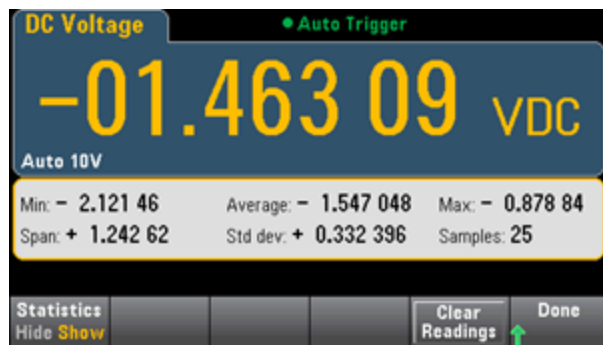 DC Voltage ● Auto Trigger
−01.463 09 VDC
Auto 10V
Min: − 2.121 46 Average: − 1.547 048 Max: − 0.878 84
Span: + 1.242 62 Std dev: + 0.332 396 Samples: 25
Statistics Clear Done
Hide Show Readings